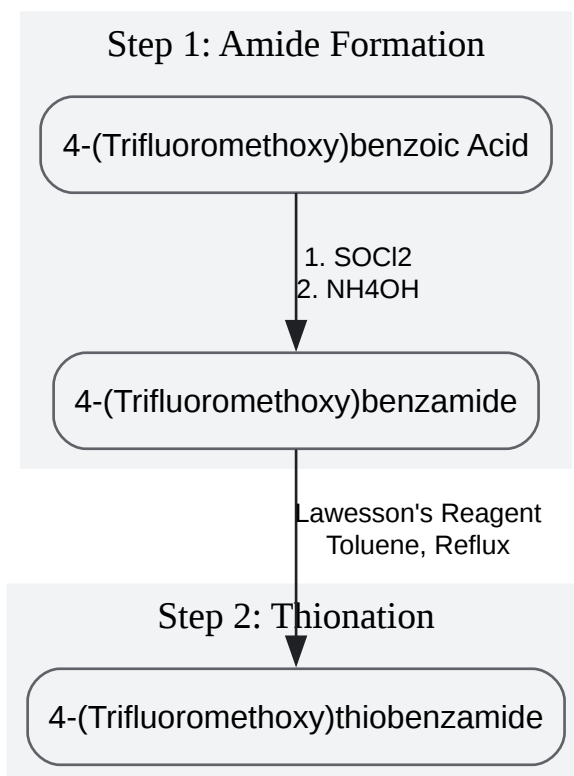 Step 1: Amide Formation
4-(Trifluoromethoxy)benzoic Acid
1. SOCl2
2. NH4OH
4-(Trifluoromethoxy)benzamide
Lawesson's Reagent
Toluene, Reflux
Step 2: Thionation
4-(Trifluoromethoxy)thiobenzamide